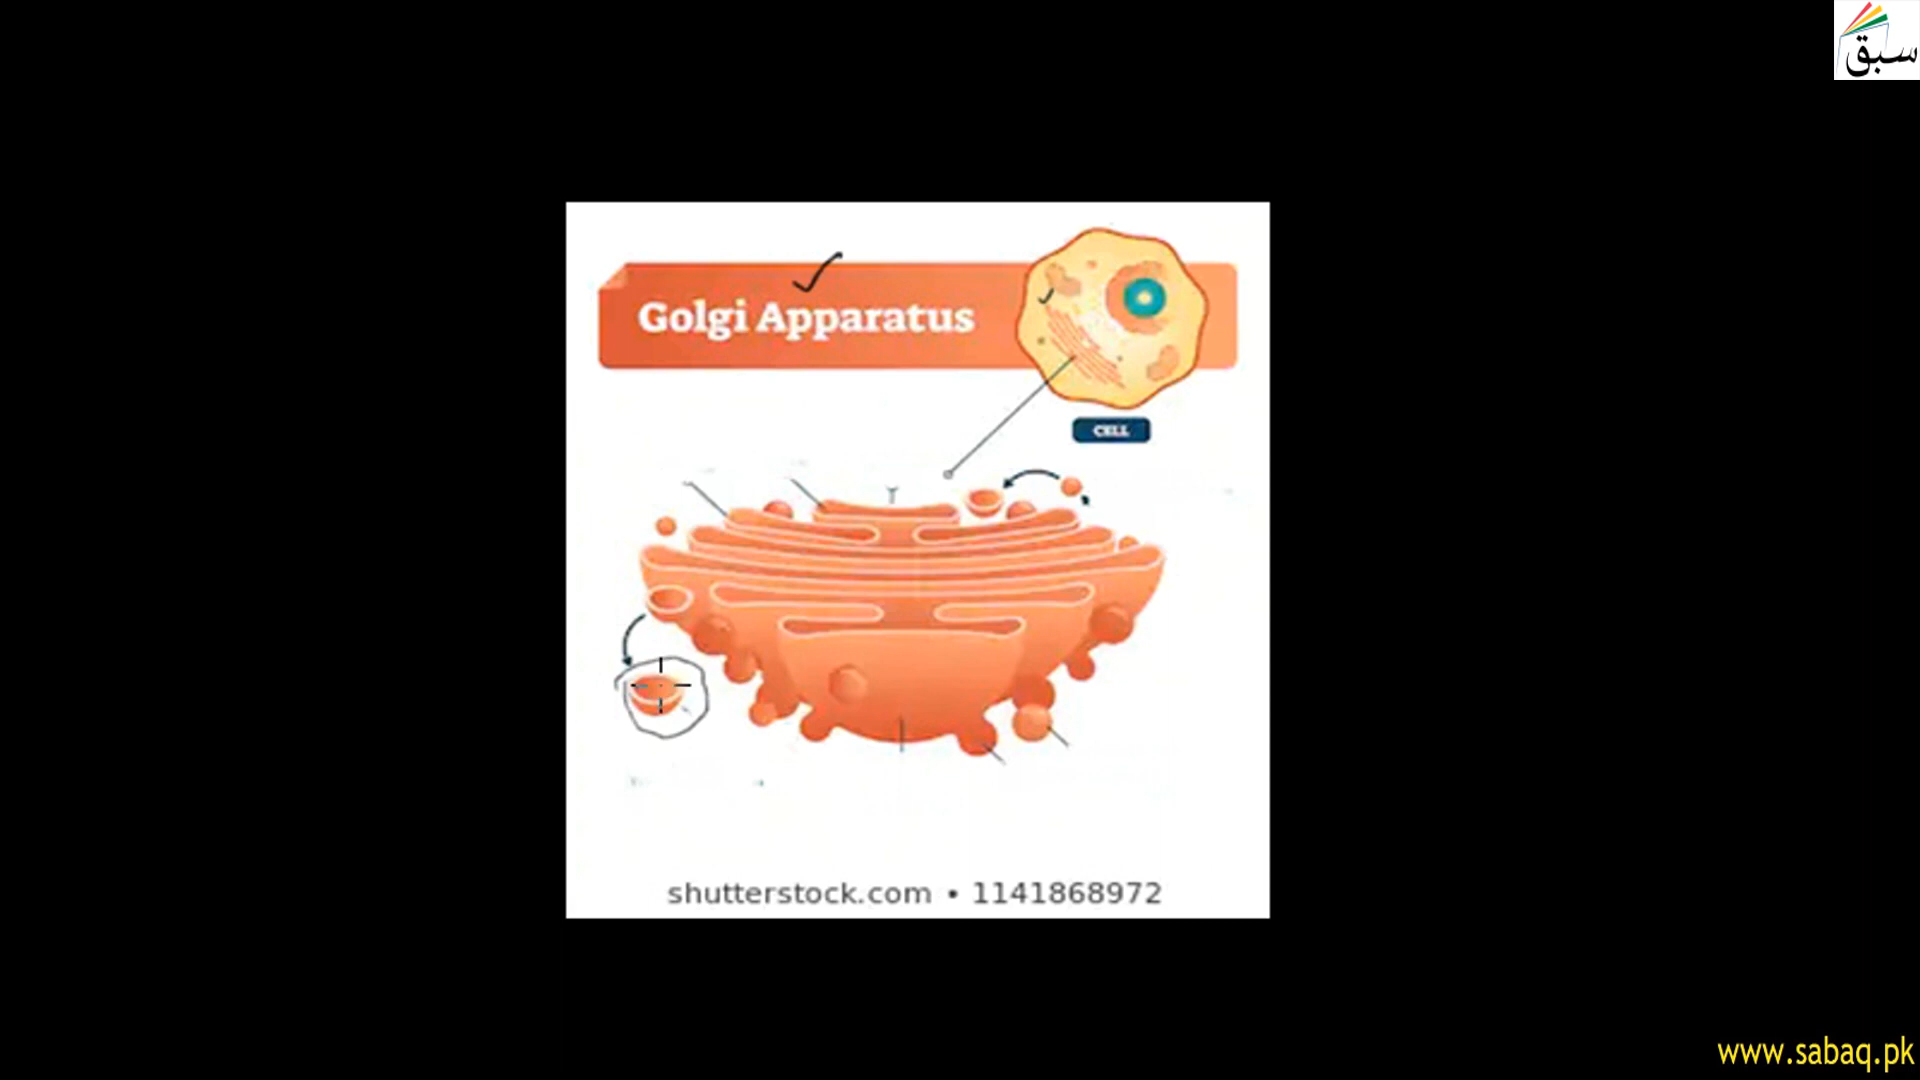 سبق
Golgi Apparatus
CELL
shutterstock.com • 1141868972
www.sabaq.pk